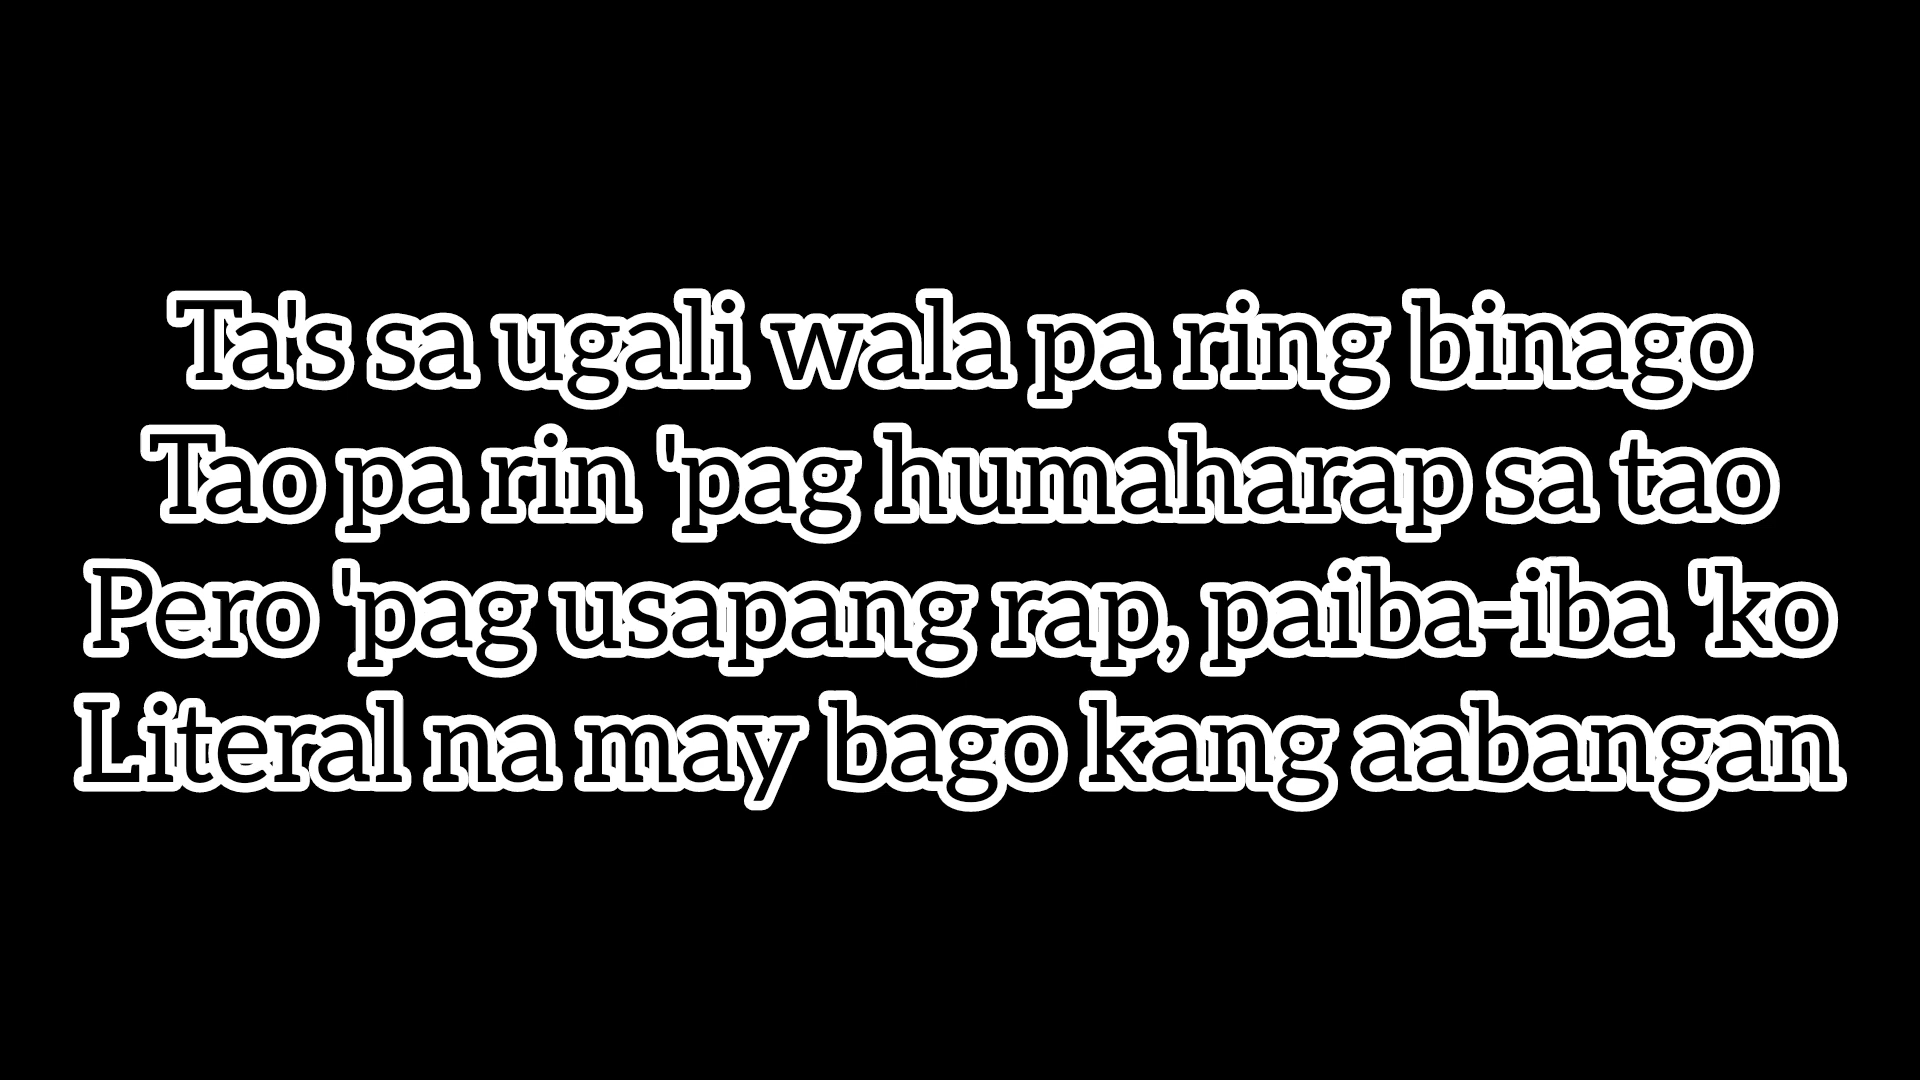 Ta's sa ugali wala pa ring binago
Tao pa rin 'pag humaharap sa tao
Pero 'pag usapang rap, paiba-iba 'ko
Literal na may bago kang aabangan